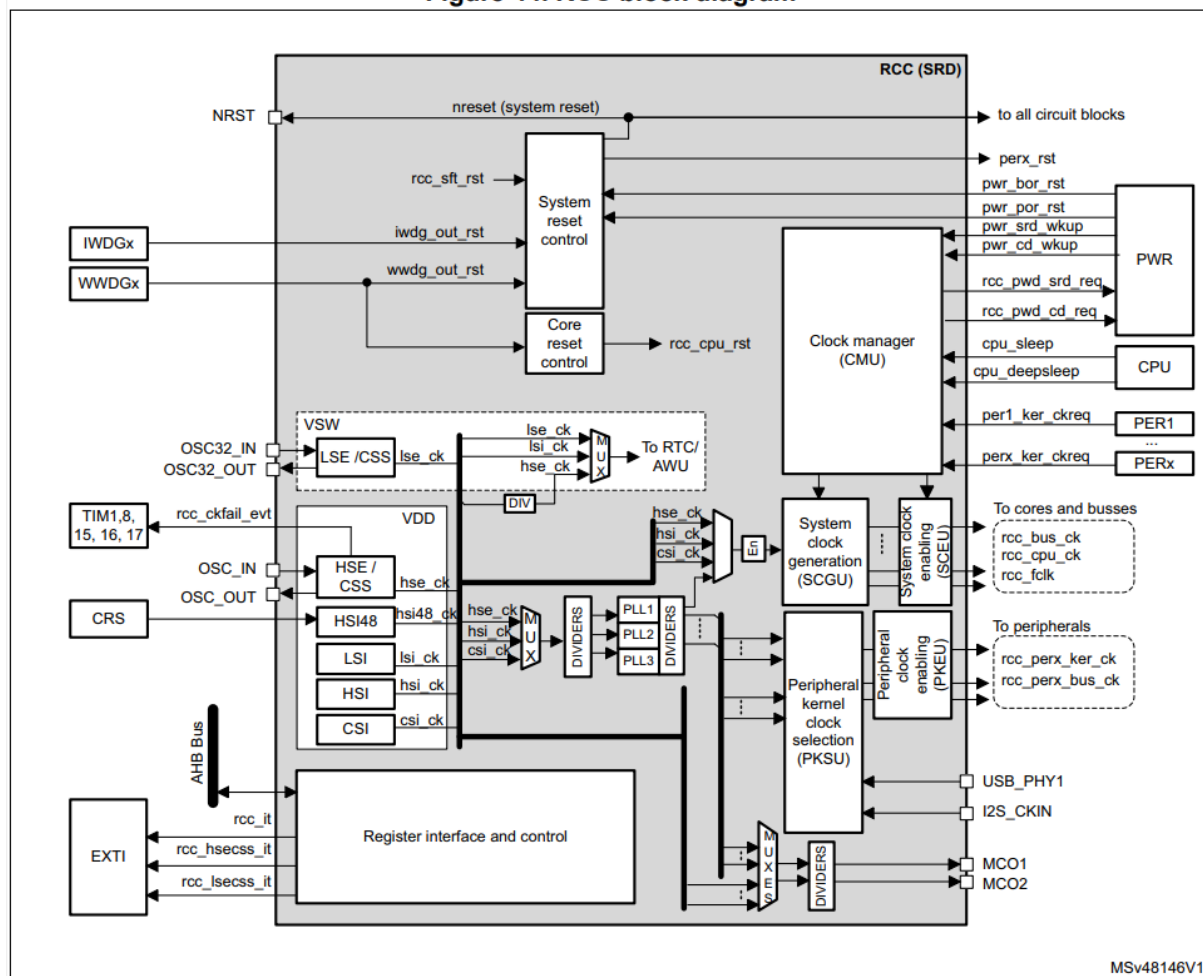 RCC (SRD)
NRST
nreset (system reset)
to all circuit blocks
perx_rst
rcc_sft_rst
System
reset
control
pwr_bor_rst
pwr_por_rst
pwr_srd_wkup
pwr_cd_wkup
PWR
IWDGx
iwdg_out_rst
WWDGx
wwdg_out_rst
rcc_pwd_srd_req
rcc_pwd_cd_req
Core
reset
control
rcc_cpu_rst
Clock manager
(CMU)
cpu_sleep
cpu_deepsleep
CPU
per1_ker_ckreq
PER1
...
perx_ker_ckreq
PERx
VSW
OSC32_IN
OSC32_OUT
LSE /CSS
lse_ck
lse_ck
lsi_ck
hse_ck
MUX
To RTC/
AWU
DIV
TIM1,8,
15, 16, 17
rcc_ckfail_evt
VDD
OSC_IN
OSC_OUT
HSE /
CSS
hse_ck
CRS
HSI48
hsi48_ck
LSI
lsi_ck
HSI
hsi_ck
CSI
csi_ck
hse_ck
hsi_ck
csi_ck
En
System
clock
generation
(SCGU)
System clock
enabling
(SCEU)
To cores and busses
rcc_bus_ck
rcc_cpu_ck
rcc_fclk
hse_ck
hsi_ck
csi_ck
MUX
DIVIDERS
PLL1
PLL2
PLL3
DIVIDERS
Peripheral
kernel
clock
selection
(PKSU)
Peripheral
clock
enabling
(PKEU)
To peripherals
rcc_perx_ker_ck
rcc_perx_bus_ck
USB_PHY1
I2S_CKIN
AHB Bus
EXTI
rcc_it
rcc_hsecss_it
rcc_lsecss_it
Register interface and control
MUXES
DIVIDERS
MCO1
MCO2
MSv48146V1